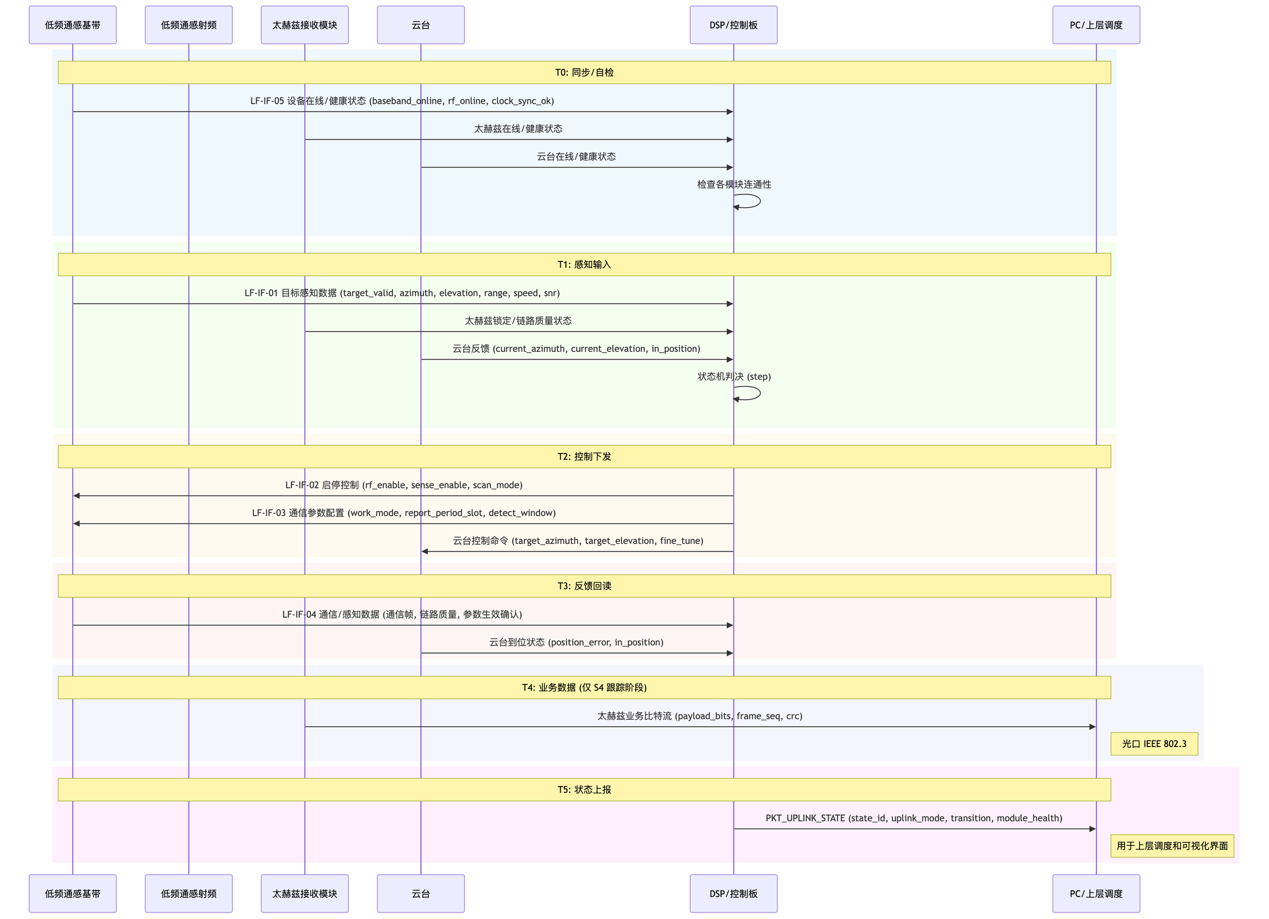 低频通感基带
低频通感射频
太赫兹接收模块
云台
DSP/控制板
PC/上层调度
T0: 同步/自检
LF-IF-05 设备在线/健康状态 (baseband_online, rf_online, clock_sync_ok)
太赫兹在线/健康状态
云台在线/健康状态
检查各模块连通性
T1: 感知输入
LF-IF-01 目标感知数据 (target_valid, azimuth, elevation, range, speed, snr)
太赫兹锁定/链路质量状态
云台反馈 (current_azimuth, current_elevation, in_position)
状态机判决 (step)
T2: 控制下发
LF-IF-02 启停控制 (rf_enable, sense_enable, scan_mode)
LF-IF-03 通信参数配置 (work_mode, report_period_slot, detect_window)
云台控制命令 (target_azimuth, target_elevation, fine_tune)
T3: 反馈回读
LF-IF-04 通信/感知数据 (通信帧, 链路质量, 参数生效确认)
云台到位状态 (position_error, in_position)
T4: 业务数据 (仅 S4 跟踪阶段)
太赫兹业务比特流 (payload_bits, frame_seq, crc)
光口 IEEE 802.3
T5: 状态上报
PKT_UPLINK_STATE (state_id, uplink_mode, transition, module_health)
用于上层调度和可视化界面
低频通感基带
低频通感射频
太赫兹接收模块
云台
DSP/控制板
PC/上层调度